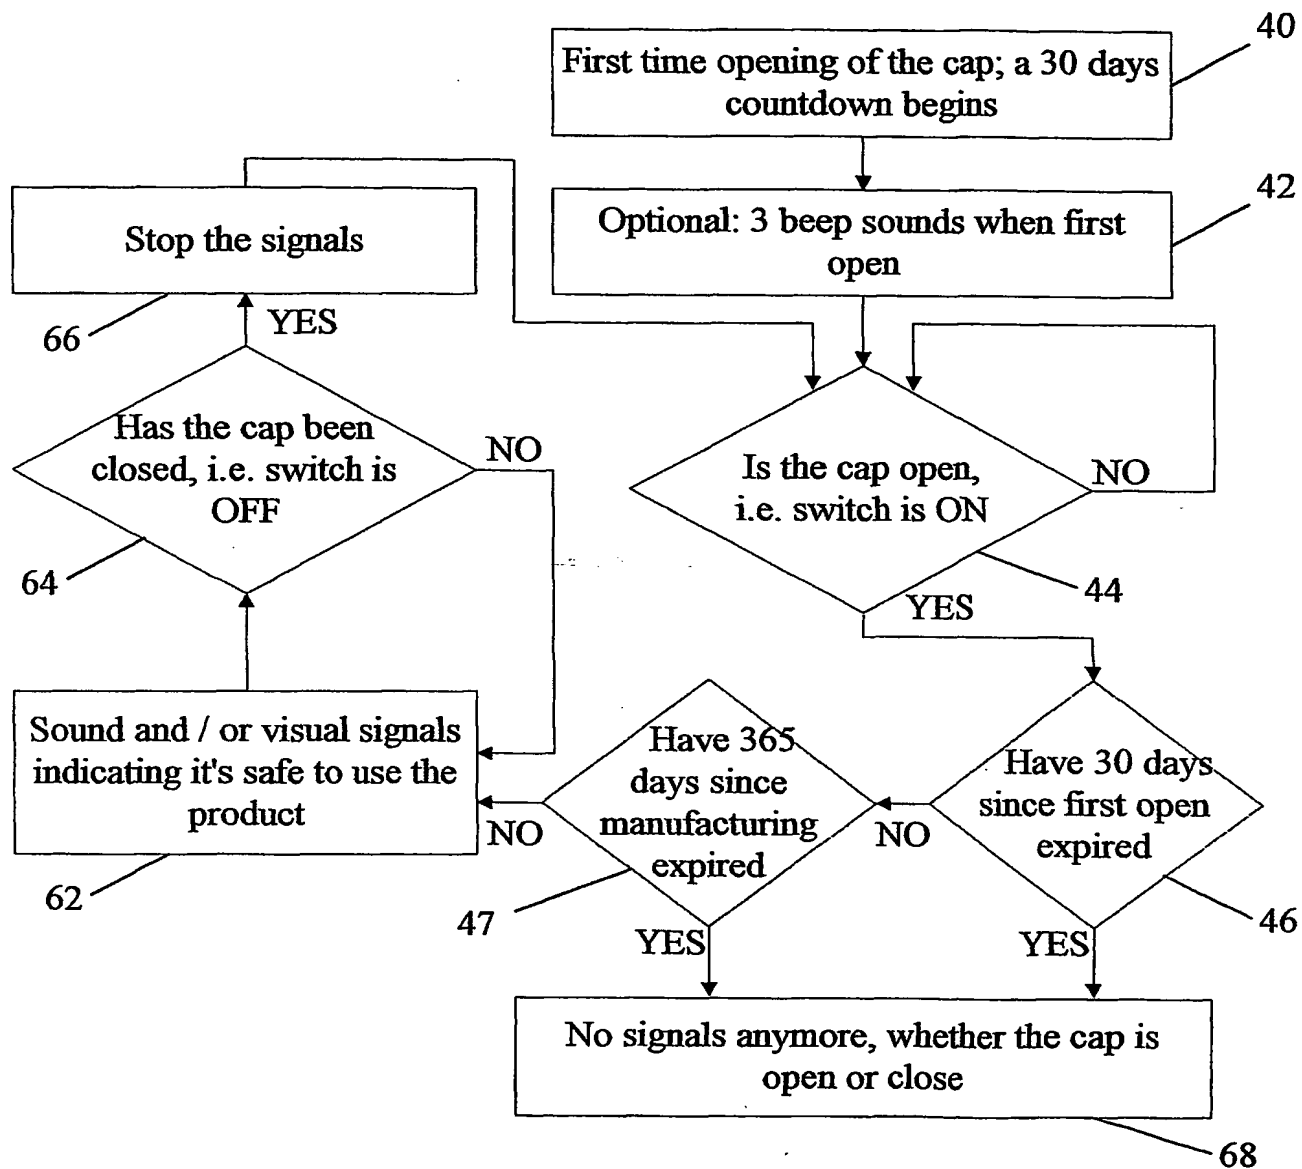 40
First time opening of the cap; a 30 days
countdown begins
42
Optional: 3 beep sounds when first
open
Stop the signals
66
YES
Has the cap been
closed, i.e. switch is
OFF
NO
64
Is the cap open,
i.e. switch is ON
NO
44
YES
Sound and / or visual signals
indicating it's safe to use the
product
62
NO
Have 365
days since
manufacturing
expired
47
YES
NO
Have 30 days
since first open
expired
46
YES
No signals anymore, whether the cap is
open or close
68